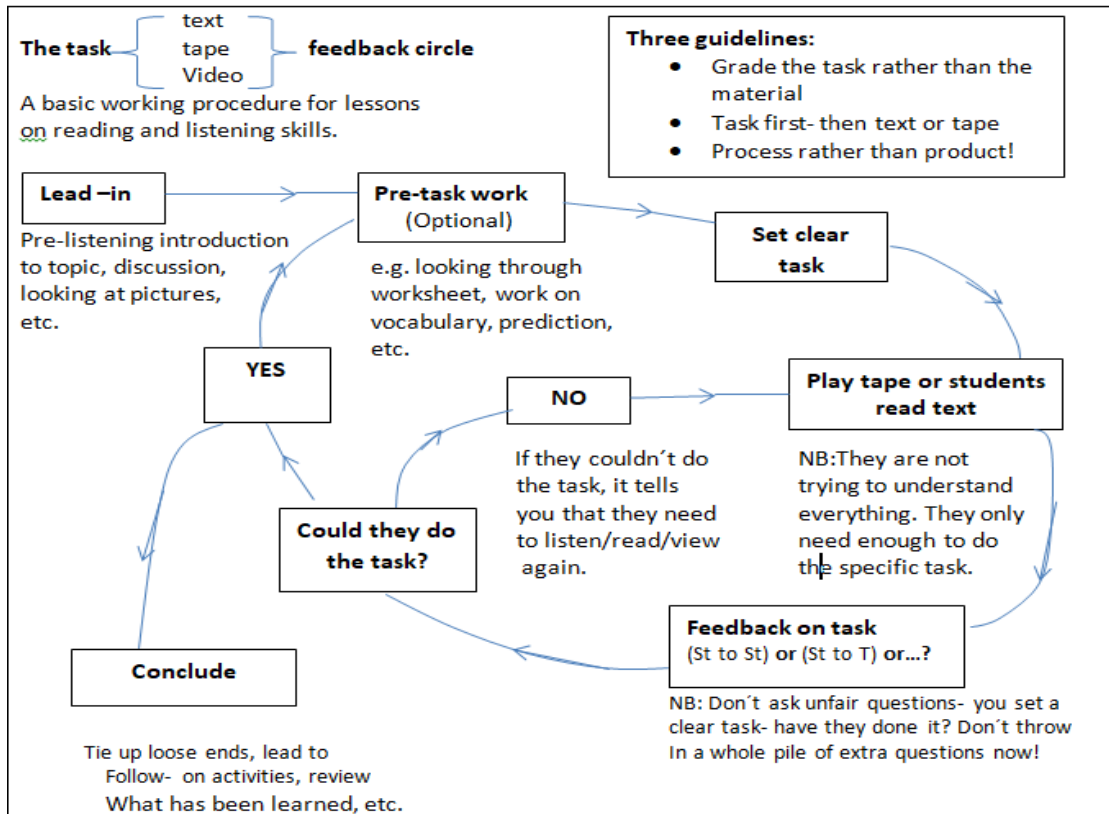 The task
text
tape
Video
feedback circle
A basic working procedure for lessons
on reading and listening skills.
Three guidelines:
• Grade the task rather than the
material
• Task first- then text or tape
• Process rather than product!
Lead –in
Pre-listening introduction
to topic, discussion,
looking at pictures,
etc.
Pre-task work
(Optional)
e.g. looking through
worksheet, work on
vocabulary, prediction,
etc.
Set clear
task
YES
NO
If they couldn´t do
the task, it tells
you that they need
to listen/read/view
again.
Play tape or students
read text
NB:They are not
trying to understand
everything. They only
need enough to do
the specific task.
Could they do
the task?
Feedback on task
(St to St) or (St to T) or…?
NB: Don´t ask unfair questions- you set a
clear task- have they done it? Don´t throw
In a whole pile of extra questions now!
Conclude
Tie up loose ends, lead to
Follow- on activities, review
What has been learned, etc.